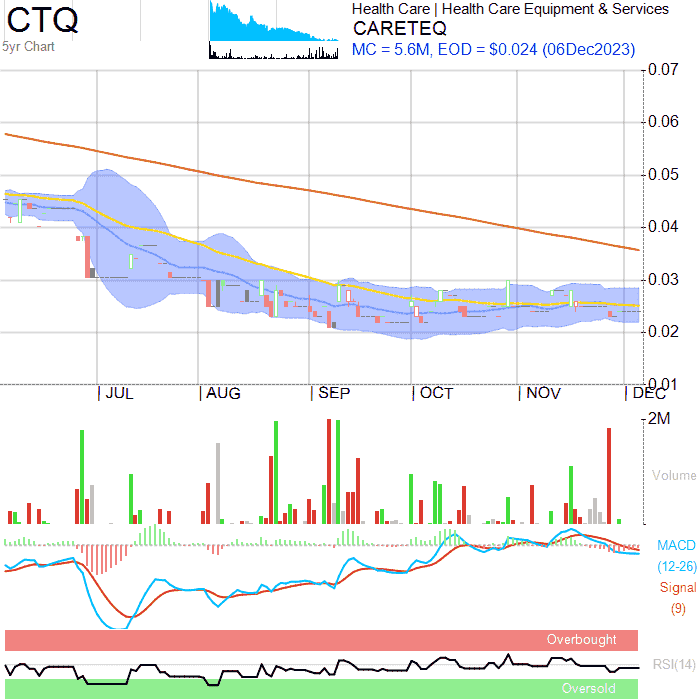 CTQ
5yr Chart
Health Care | Health Care Equipment & Services
CARETEQ
MC = 5.6M, EOD = $0.024 (06Dec2023)
0.07
0.06
0.05
0.04
0.03
0.02
0.01
JUL
AUG
SEP
OCT
NOV
DEC
2M
Volume
MACD
(12-26)
Signal
(9)
Overbought
RSI(14)
Oversold